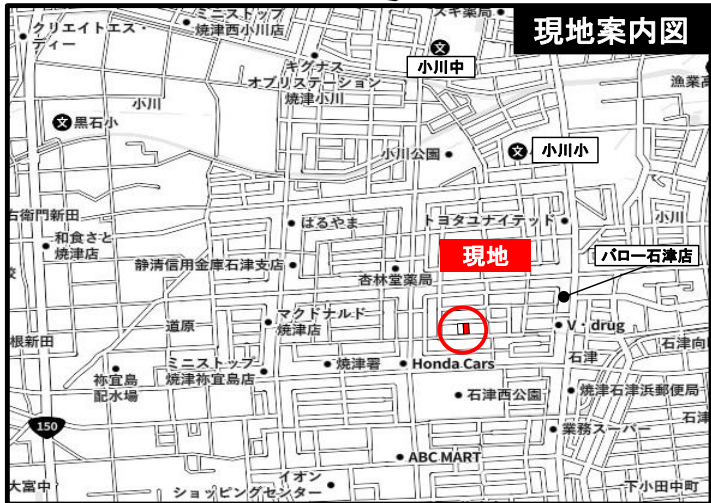 現地案内図
スギ薬局
ミニストップ
焼津西小川店
クリエイトエス・
ディー
小川中
キグナス
オブリステーション
焼津小川
漁業高
小川
黒石小
小川公園
小川小
右衛門新田
はるやま
トヨタユナイテッド
小川
和食さと
焼津店
現地
バロー石津店
静清信用金庫石津支店
杏林堂薬局
マクドナルド
焼津店
道原
V・drug
根新田
石津向
石津
ミニストップ
焼津祢宜島店
焼津署
Honda Cars
祢宜島
配水場
石津西公園
焼津石津浜郵便局
石津
150
業務スーパー
ABC MART
大富中
イオン
ショッピングセンター
下小田中町